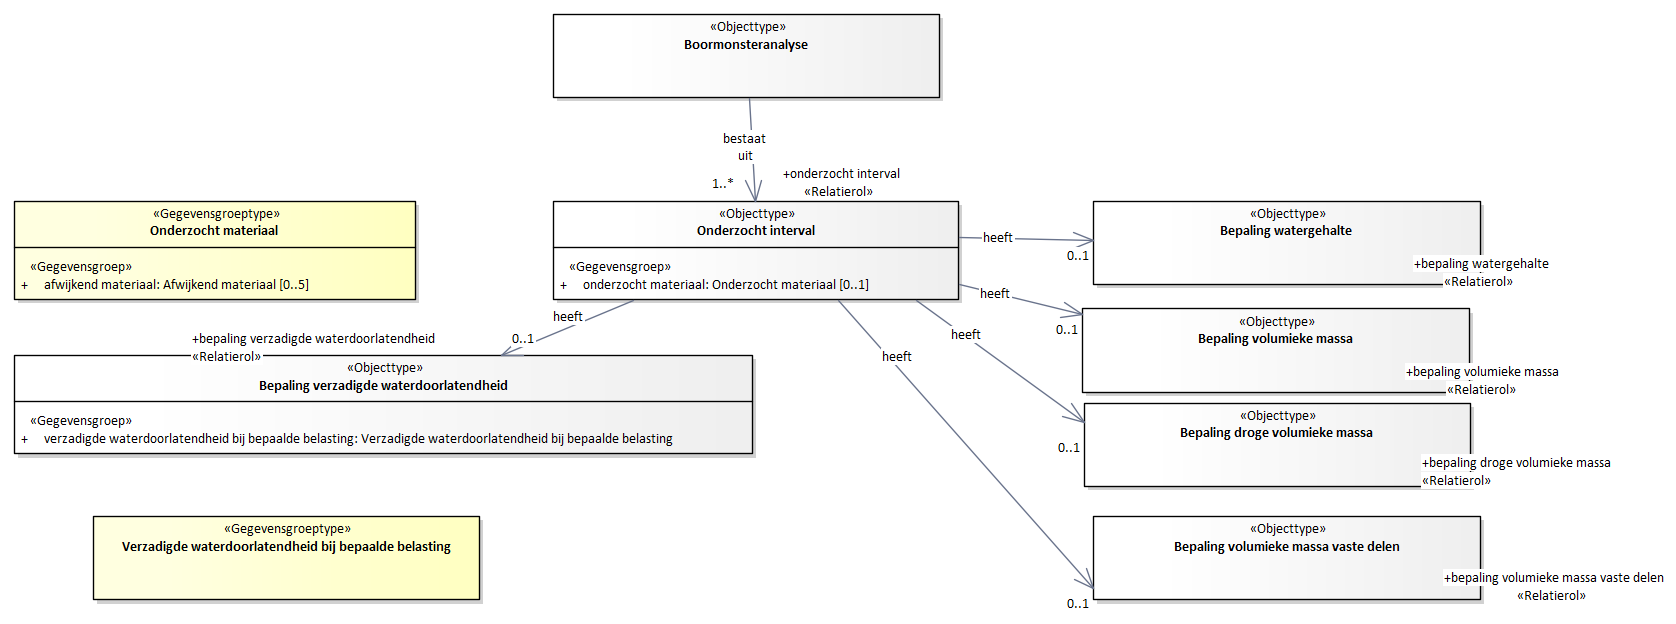 «Objecttype»
Boormonsteranalyse
bestaat
uit
1..*
+onderzocht interval
«Relatierol»
«Gegevensgroeptype»
Onderzocht materiaal
«Gegevensgroep»
+ afwijkend materiaal: Afwijkend materiaal [0..5]
«Objecttype»
Onderzocht interval
«Gegevensgroep»
+ onderzocht materiaal: Onderzocht materiaal [0..1]
heeft
0..1
«Objecttype»
Bepaling watergehalte
+bepaling watergehalte
«Relatierol»
heeft
0..1
«Objecttype»
Bepaling volumieke massa
+bepaling volumieke massa
«Relatierol»
heeft
0..1
+bepaling verzadigde waterdoorlatendheid
«Relatierol»
«Objecttype»
Bepaling verzadigde waterdoorlatendheid
«Gegevensgroep»
+ verzadigde waterdoorlatendheid bij bepaalde belasting: Verzadigde waterdoorlatendheid bij bepaalde belasting
heeft
0..1
«Objecttype»
Bepaling droge volumieke massa
+bepaling droge volumieke massa
«Relatierol»
heeft
0..1
«Objecttype»
Bepaling volumieke massa vaste delen
+bepaling volumieke massa vaste delen
«Relatierol»
«Gegevensgroeptype»
Verzadigde waterdoorlatendheid bij bepaalde belasting